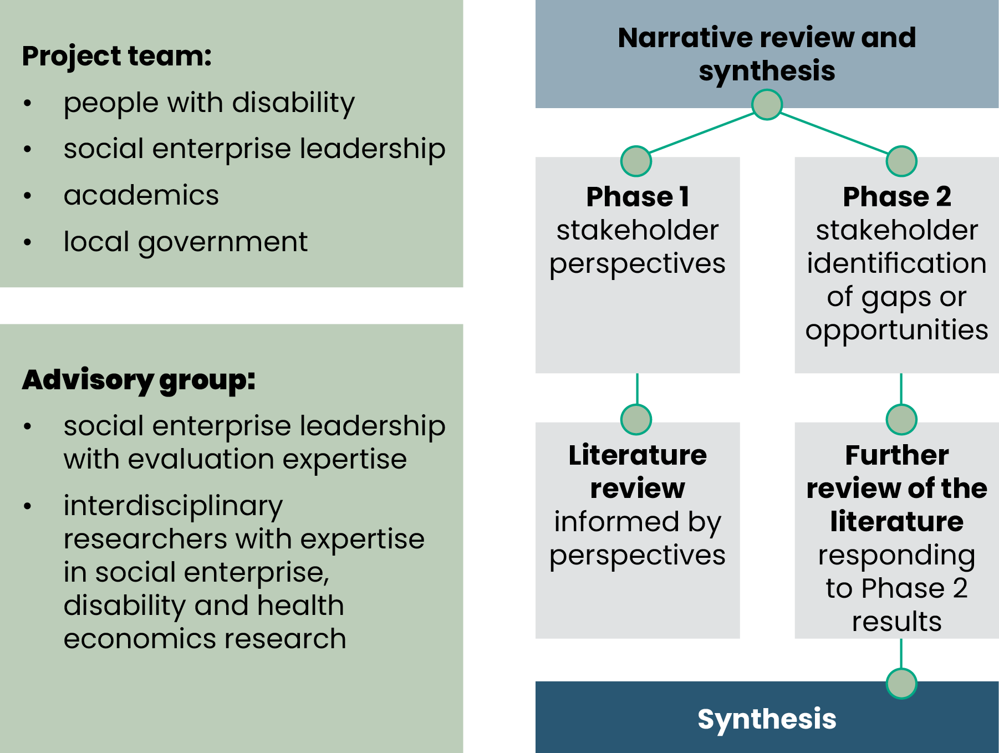 Project team:
• people with disability
• social enterprise leadership
• academics
• local government
Advisory group:
• social enterprise leadership
with evaluation expertise
• interdisciplinary
researchers with expertise
in social enterprise,
disability and health
economics research
Narrative review and
synthesis
Phase 1
stakeholder
perspectives
Phase 2
stakeholder
identification
of gaps or
opportunities
Literature
review
informed by
perspectives
Further
review of the
literature
responding
to Phase 2
results
Synthesis